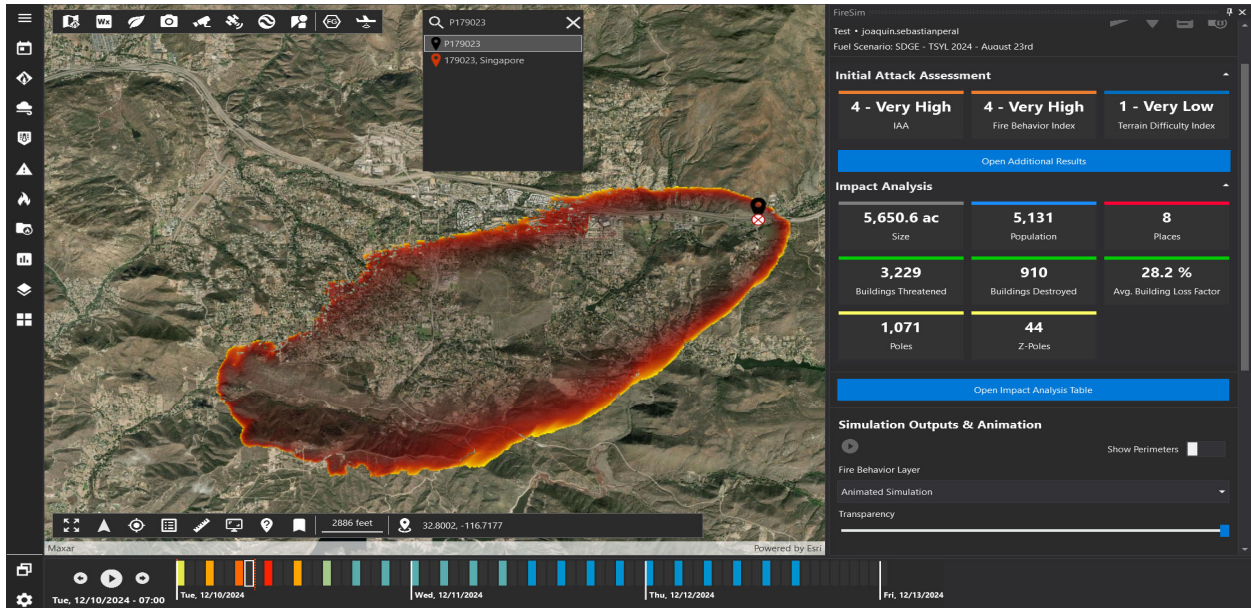 Wx
FG
P179023
P179023
179023, Singapore
2886 feet
32.8002, -116.7177
Maxar
Powered by Esri
FireSim
Test • joaquin.sebastianperal
Fuel Scenario: SDGE - TSYL 2024 - August 23rd
Initial Attack Assessment
4 - Very High
4 - Very High
1 - Very Low
IAA
Fire Behavior Index
Terrain Difficulty Index
Open Additional Results
Impact Analysis
5,650.6 ac
5,131
8
Size
Population
Places
3,229
910
28.2 %
Buildings Threatened
Buildings Destroyed
Avg. Building Loss Factor
1,071
44
Poles
Z-Poles
Open Impact Analysis Table
Simulation Outputs & Animation
Show Perimeters
Fire Behavior Layer
Animated Simulation
Transparency
Tue, 12/10/2024 - 07:00
Tue, 12/10/2024
Wed, 12/11/2024
Thu, 12/12/2024
Fri, 12/13/2024